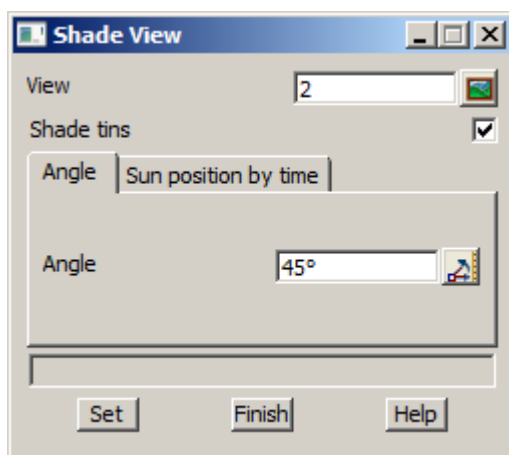 Shade View
View 2
Shade tins
Angle Sun position by time
Angle 45°
Set Finish Help